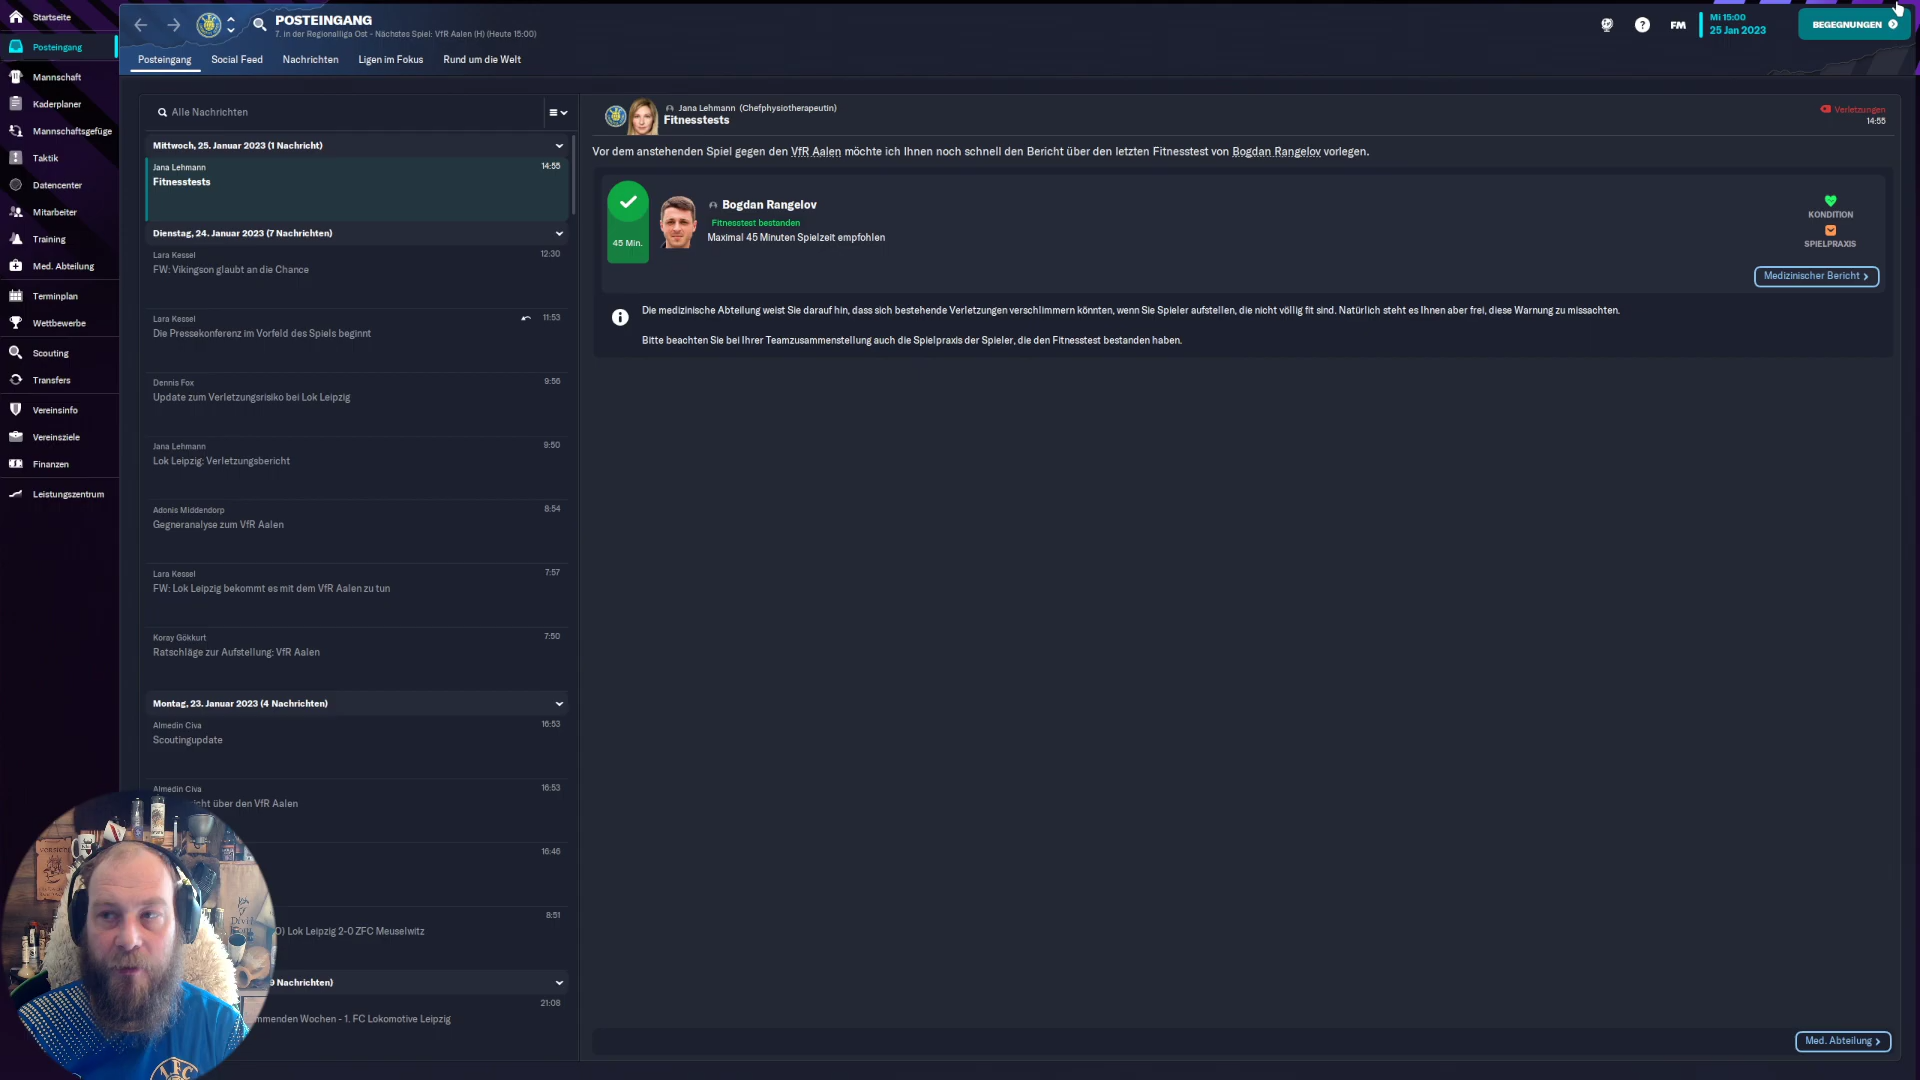 Startseite
Posteingang
Mannschaft
Kaderplaner
Mannschaftsgefüge
Taktik
Datencenter
Mitarbeiter
Training
Med. Abteilung
Terminplan
Wettbewerbe
Scouting
Transfers
Vereinsinfo
Vereinsziele
Finanzen
Leistungszentrum
POSTEINGANG
7. in der Regionalliga Ost - Nächstes Spiel: VfR Aalen (H) (Heute 15:00)
FM
Mi 15:00
25 Jan 2023
BEGEGNUNGEN
Posteingang Social Feed Nachrichten Ligen im Fokus Rund um die Welt
Alle Nachrichten
Mittwoch, 25. Januar 2023 (1 Nachricht)
Jana Lehmann 14:55
Fitnesstests
Dienstag, 24. Januar 2023 (7 Nachrichten)
Lara Kessel 12:30
FW: Vikingson glaubt an die Chance
Lara Kessel 11:53
Die Pressekonferenz im Vorfeld des Spiels beginnt
Dennis Fox 9:56
Update zum Verletzungsrisiko bei Lok Leipzig
Jana Lehmann 9:50
Lok Leipzig: Verletzungsbericht
Adonis Middendorp 8:54
Gegneranalyse zum VfR Aalen
Lara Kessel 7:57
FW: Lok Leipzig bekommt es mit dem VfR Aalen zu tun
Koray Gökkurt 7:50
Ratschläge zur Aufstellung: VfR Aalen
Montag, 23. Januar 2023 (4 Nachrichten)
Almedin Civa 16:53
Scoutingupdate
Almedin Civa 16:53
icht über den VfR Aalen
16:46
8:51
0) Lok Leipzig 2-0 ZFC Meuselwitz
9 Nachrichten)
21:08
mmenden Wochen - 1. FC Lokomotive Leipzig
Jana Lehmann (Chefphysiotherapeutin)
Fitnesstests
Verletzungen
14:55
Vor dem anstehenden Spiel gegen den VfR Aalen möchte ich Ihnen noch schnell den Bericht über den letzten Fitnesstest von Bogdan Rangelov vorlegen.
45 Min.
Bogdan Rangelov
Fitnesstest bestanden
Maximal 45 Minuten Spielzeit empfohlen
KONDITION
SPIELPRAXIS
Medizinischer Bericht
Die medizinische Abteilung weist Sie darauf hin, dass sich bestehende Verletzungen verschlimmern könnten, wenn Sie Spieler aufstellen, die nicht völlig fit sind. Natürlich steht es Ihnen aber frei, diese Warnung zu missachten.
Bitte beachten Sie bei Ihrer Teamzusammenstellung auch die Spielpraxis der Spieler, die den Fitnesstest bestanden haben.
Med. Abteilung